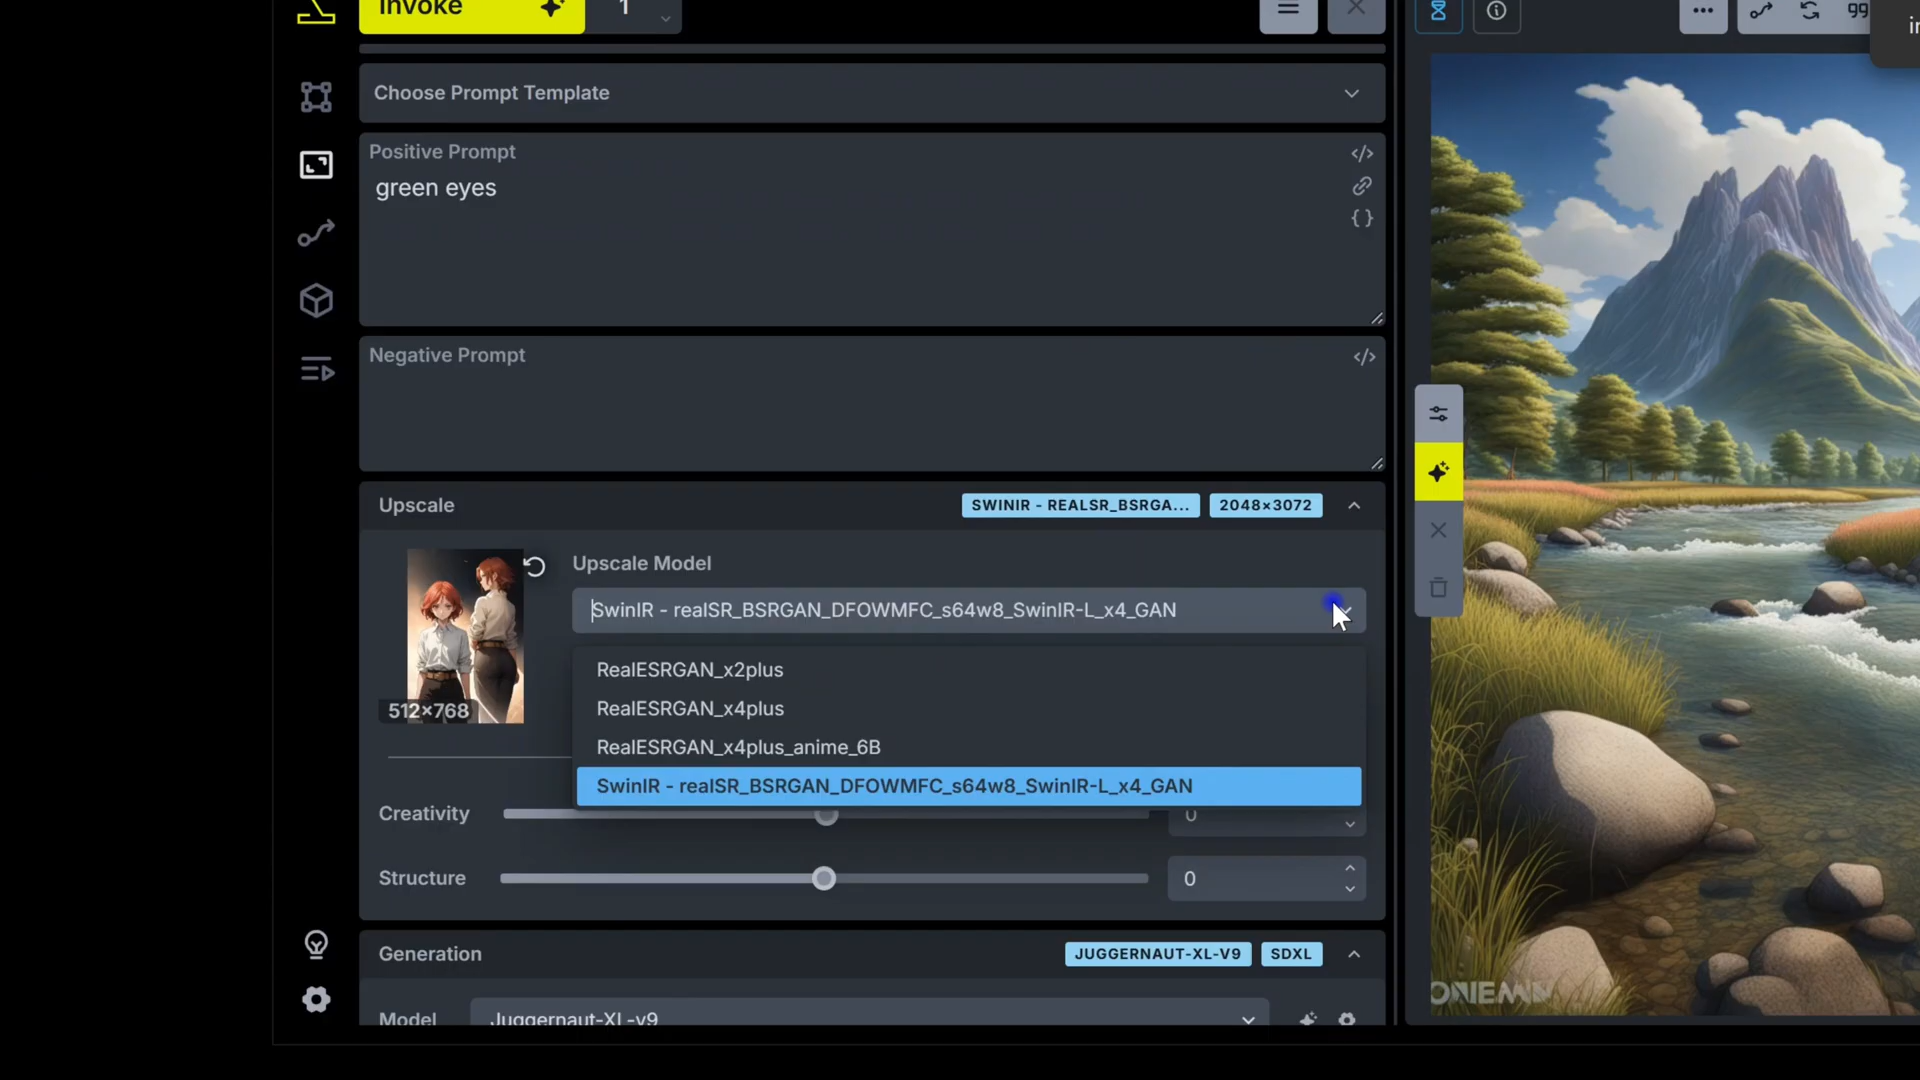 Invoke
1
99
Choose Prompt Template
Positive Prompt
green eyes
Negative Prompt
Upscale
SWINIR - REALSR_BSRGA...
2048×3072
Upscale Model
SwinIR - realSR_BSRGAN_DFOWMFC_s64w8_SwinIR-L_x4_GAN
512×768
RealESRGAN_x2plus
RealESRGAN_x4plus
RealESRGAN_x4plus_anime_6B
SwinIR - realSR_BSRGAN_DFOWMFC_s64w8_SwinIR-L_x4_GAN
Creativity
0
Structure
0
Generation
JUGGERNAUT-XL-V9
SDXL
Model
Juggernaut-XL-v9